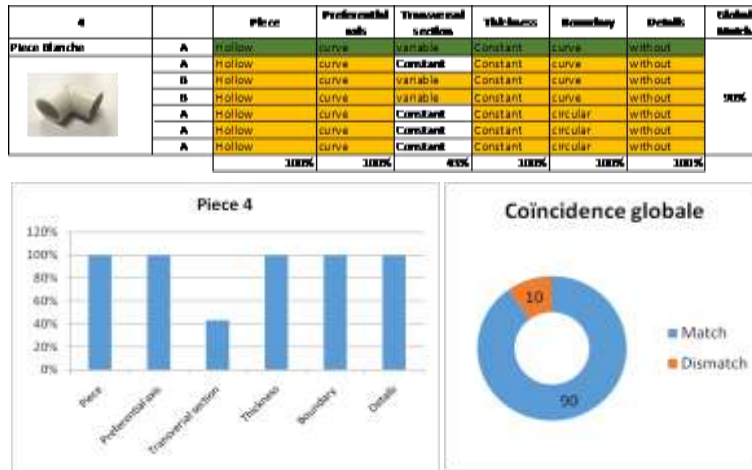 4 Piece Preferential axis Transversal section Thickness Boundary Details Global Match
Piece Blanche A Hollow curve variable Constant curve without
A Hollow curve Constant Constant curve without
B Hollow curve variable Constant curve without
B Hollow curve variable Constant curve without 90%
A Hollow curve Constant Constant circular without
A Hollow curve Constant Constant circular without
A Hollow curve Constant Constant circular without
100% 100% 43% 100% 100% 100%
Piece 4
120%
100%
80%
60%
40%
20%
0%
Piece
Preferential axis
Transversal section
Thickness
Boundary
Details
Coïncidence globale
10
90
Match
Dismatch